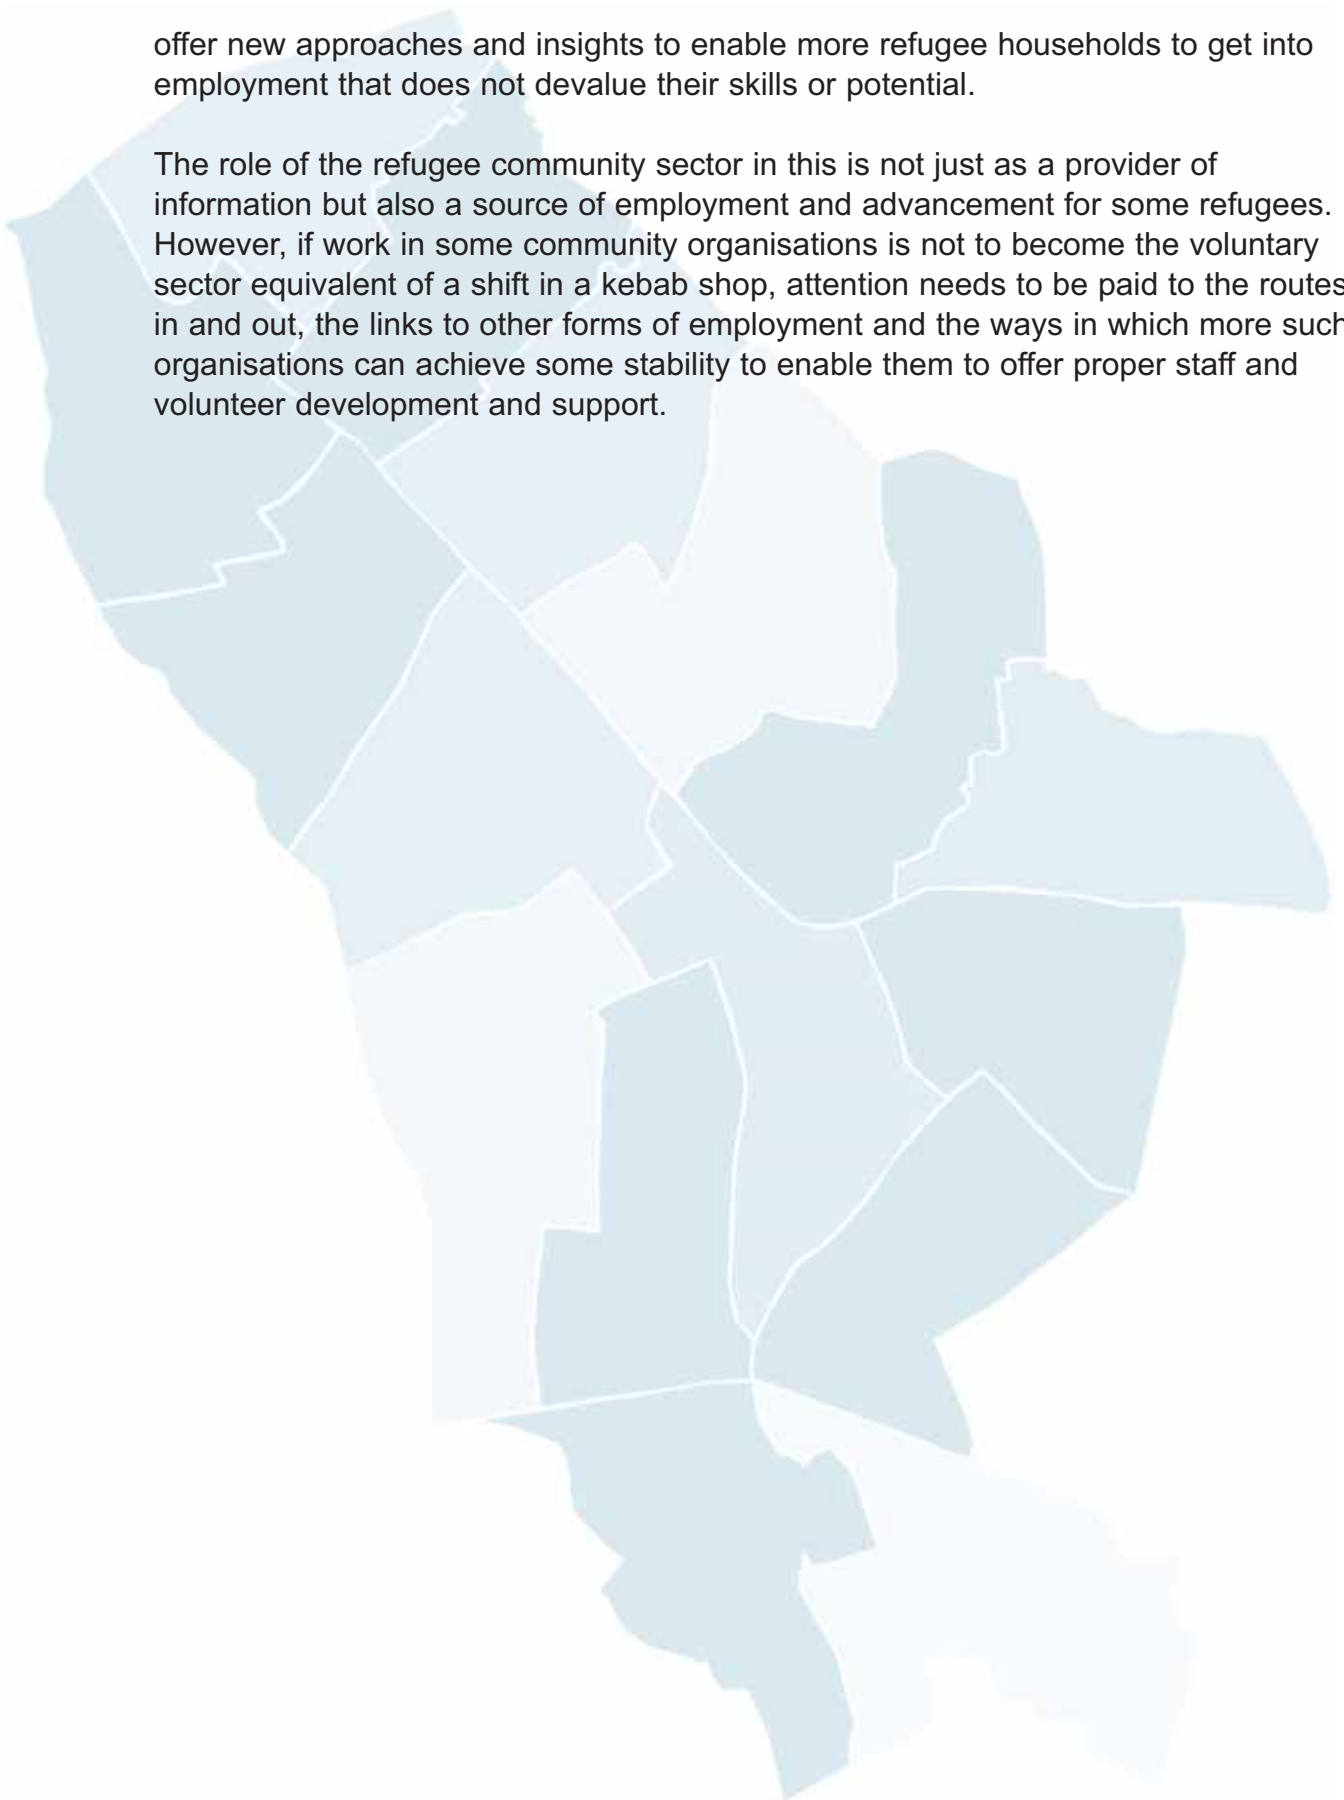 offer new approaches and insights to enable more refugee households to get into
employment that does not devalue their skills or potential.
The role of the refugee community sector in this is not just as a provider of
information but also a source of employment and advancement for some refugees.
However, if work in some community organisations is not to become the voluntary
sector equivalent of a shift in a kebab shop, attention needs to be paid to the routes
in and out, the links to other forms of employment and the ways in which more such
organisations can achieve some stability to enable them to offer proper staff and
volunteer development and support.